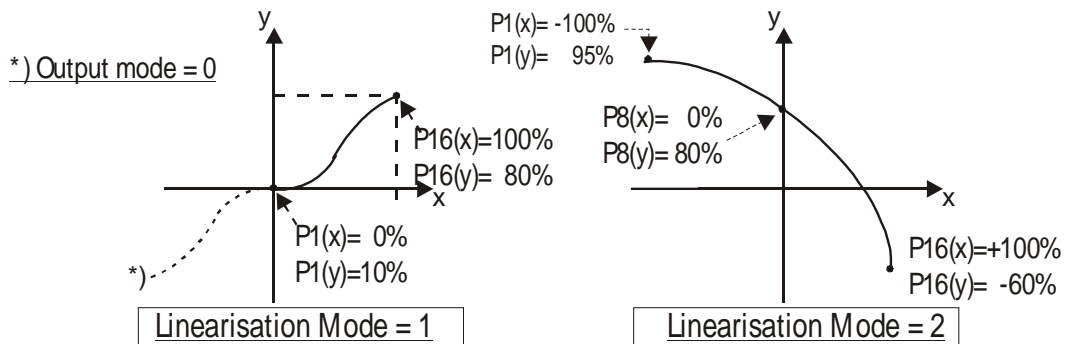 *) Output mode = 0
y
P16(x)=100%
P16(y)= 80%
x
P1(x)= 0%
P1(y)=10%
*)
Linearisation Mode = 1
P1(x)= -100%
P1(y)= 95%
y
P8(x)= 0%
P8(y)= 80%
x
P16(x)=+100%
P16(y)= -60%
Linearisation Mode = 2